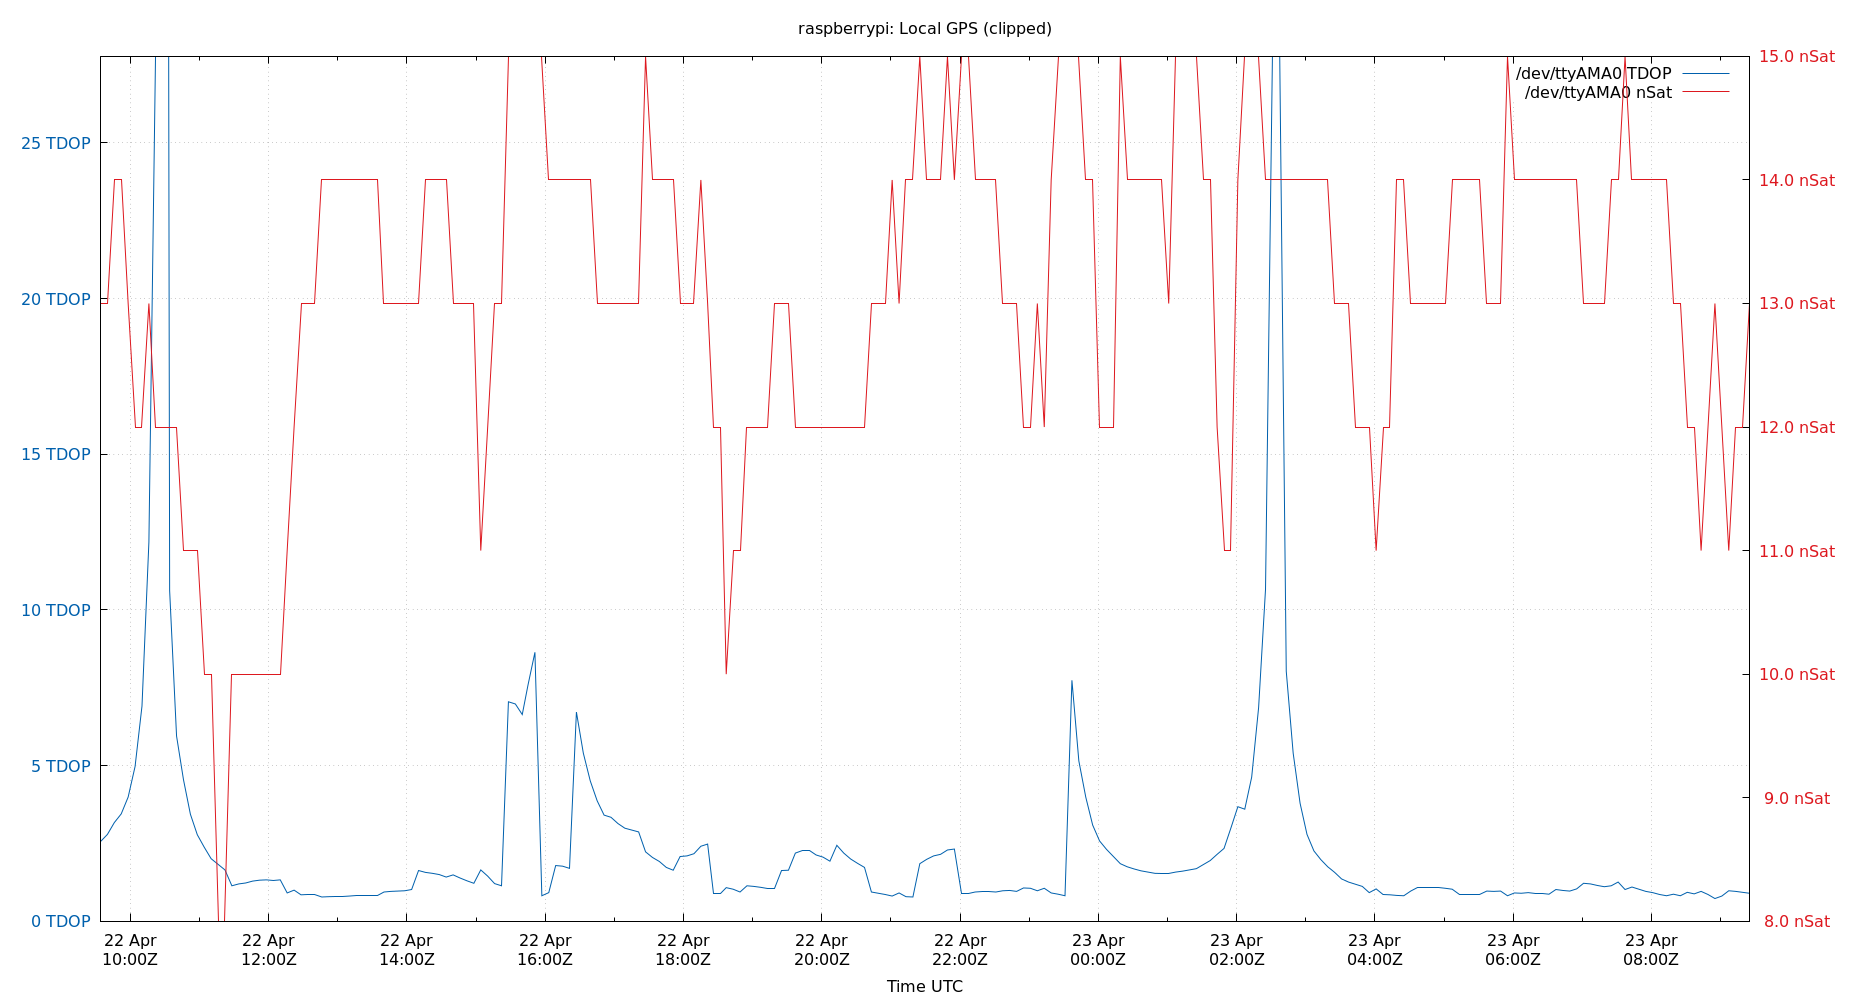 raspberrypi: Local GPS (clipped)
/dev/ttyAMA0 TDOP
/dev/ttyAMA0 nSat
25 TDOP
20 TDOP
15 TDOP
10 TDOP
5 TDOP
0 TDOP
15.0 nSat
14.0 nSat
13.0 nSat
12.0 nSat
11.0 nSat
10.0 nSat
9.0 nSat
8.0 nSat
22 Apr
10:00Z
22 Apr
12:00Z
22 Apr
14:00Z
22 Apr
16:00Z
22 Apr
18:00Z
22 Apr
20:00Z
22 Apr
22:00Z
23 Apr
00:00Z
23 Apr
02:00Z
23 Apr
04:00Z
23 Apr
06:00Z
23 Apr
08:00Z
Time UTC